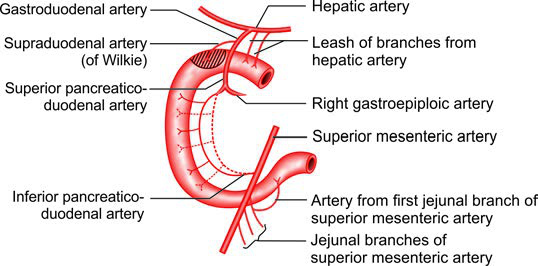 Gastroduodenal artery
Hepatic artery
Supraduodenal artery
(of Wilkie)
Leash of branches from
hepatic artery
Superior pancreatico-
duodenal artery
Right gastroepiploic artery
Superior mesenteric artery
Inferior pancreatico-
duodenal artery
Artery from first jejunal branch of
superior mesenteric artery
Jejunal branches of
superior mesenteric artery